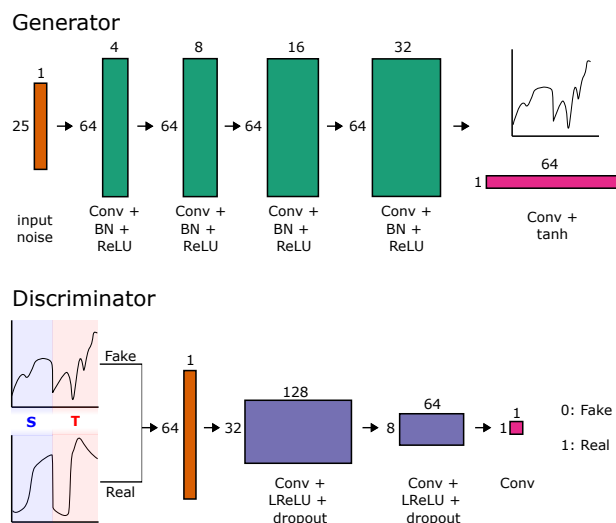 Generator
4
8
16
32
1
25
64
64
64
64
64
1
input
noise
Conv +
BN +
ReLU
Conv +
BN +
ReLU
Conv +
BN +
ReLU
Conv +
BN +
ReLU
Conv +
tanh
Discriminator
Fake
S
T
Real
1
64
128
32
64
8
1
1
0: Fake
1: Real
Conv +
LReLU +
dropout
Conv +
LReLU +
dropout
Conv